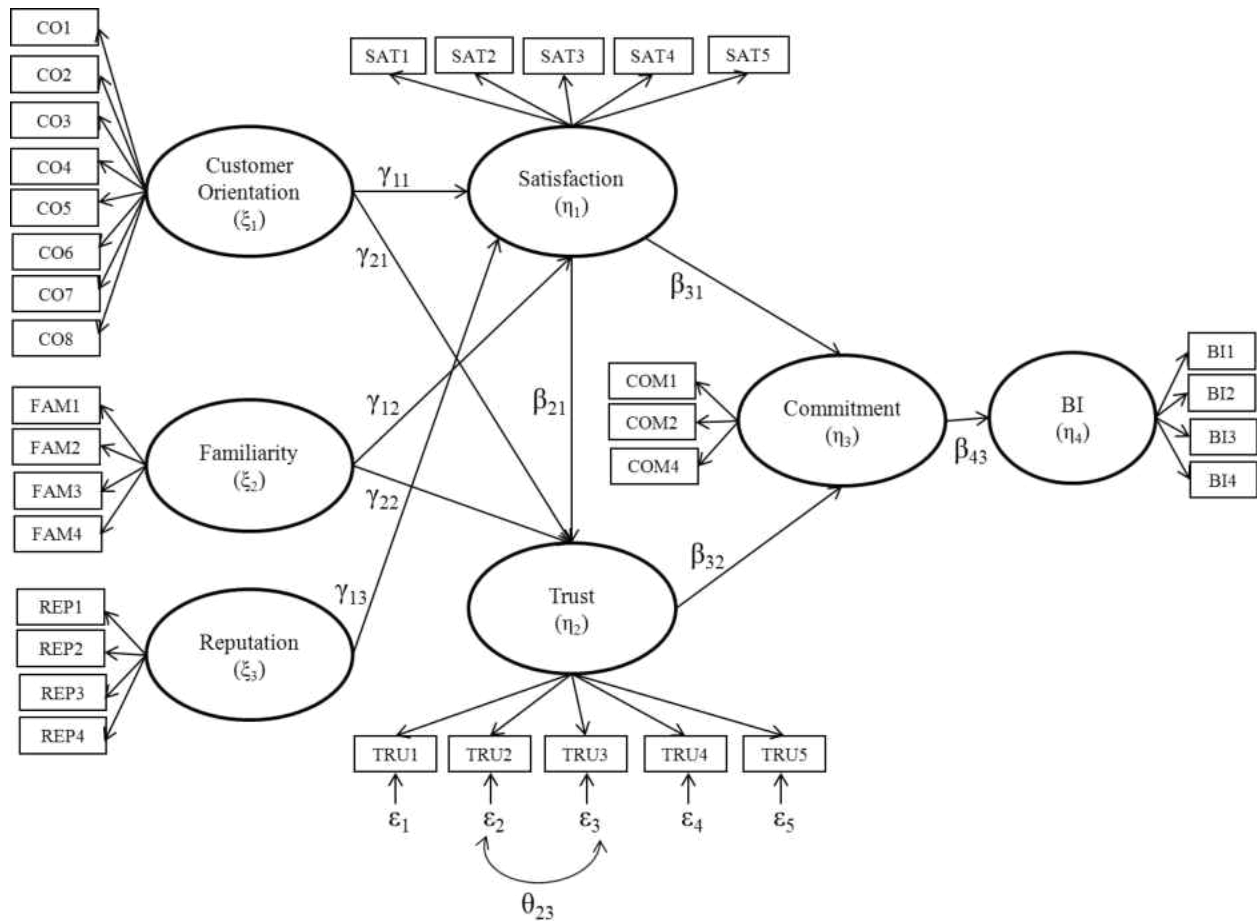 CO1
CO2
CO3
CO4
CO5
CO6
CO7
CO8
SAT1
SAT2
SAT3
SAT4
SAT5
Customer
Orientation
(ξ₁)
γ₁₁
Satisfaction
(η₁)
γ₂₁
β₃₁
FAM1
FAM2
FAM3
FAM4
Familiarity
(ξ₂)
γ₁₂
γ₂₂
β₂₁
COM1
COM2
COM4
Commitment
(η₃)
β₄₃
BI
(η₄)
BI1
BI2
BI3
BI4
REP1
REP2
REP3
REP4
Reputation
(ξ₃)
γ₁₃
Trust
(η₂)
β₃₂
TRU1
TRU2
TRU3
TRU4
TRU5
ε₁
ε₂
ε₃
ε₄
ε₅
θ₂₃